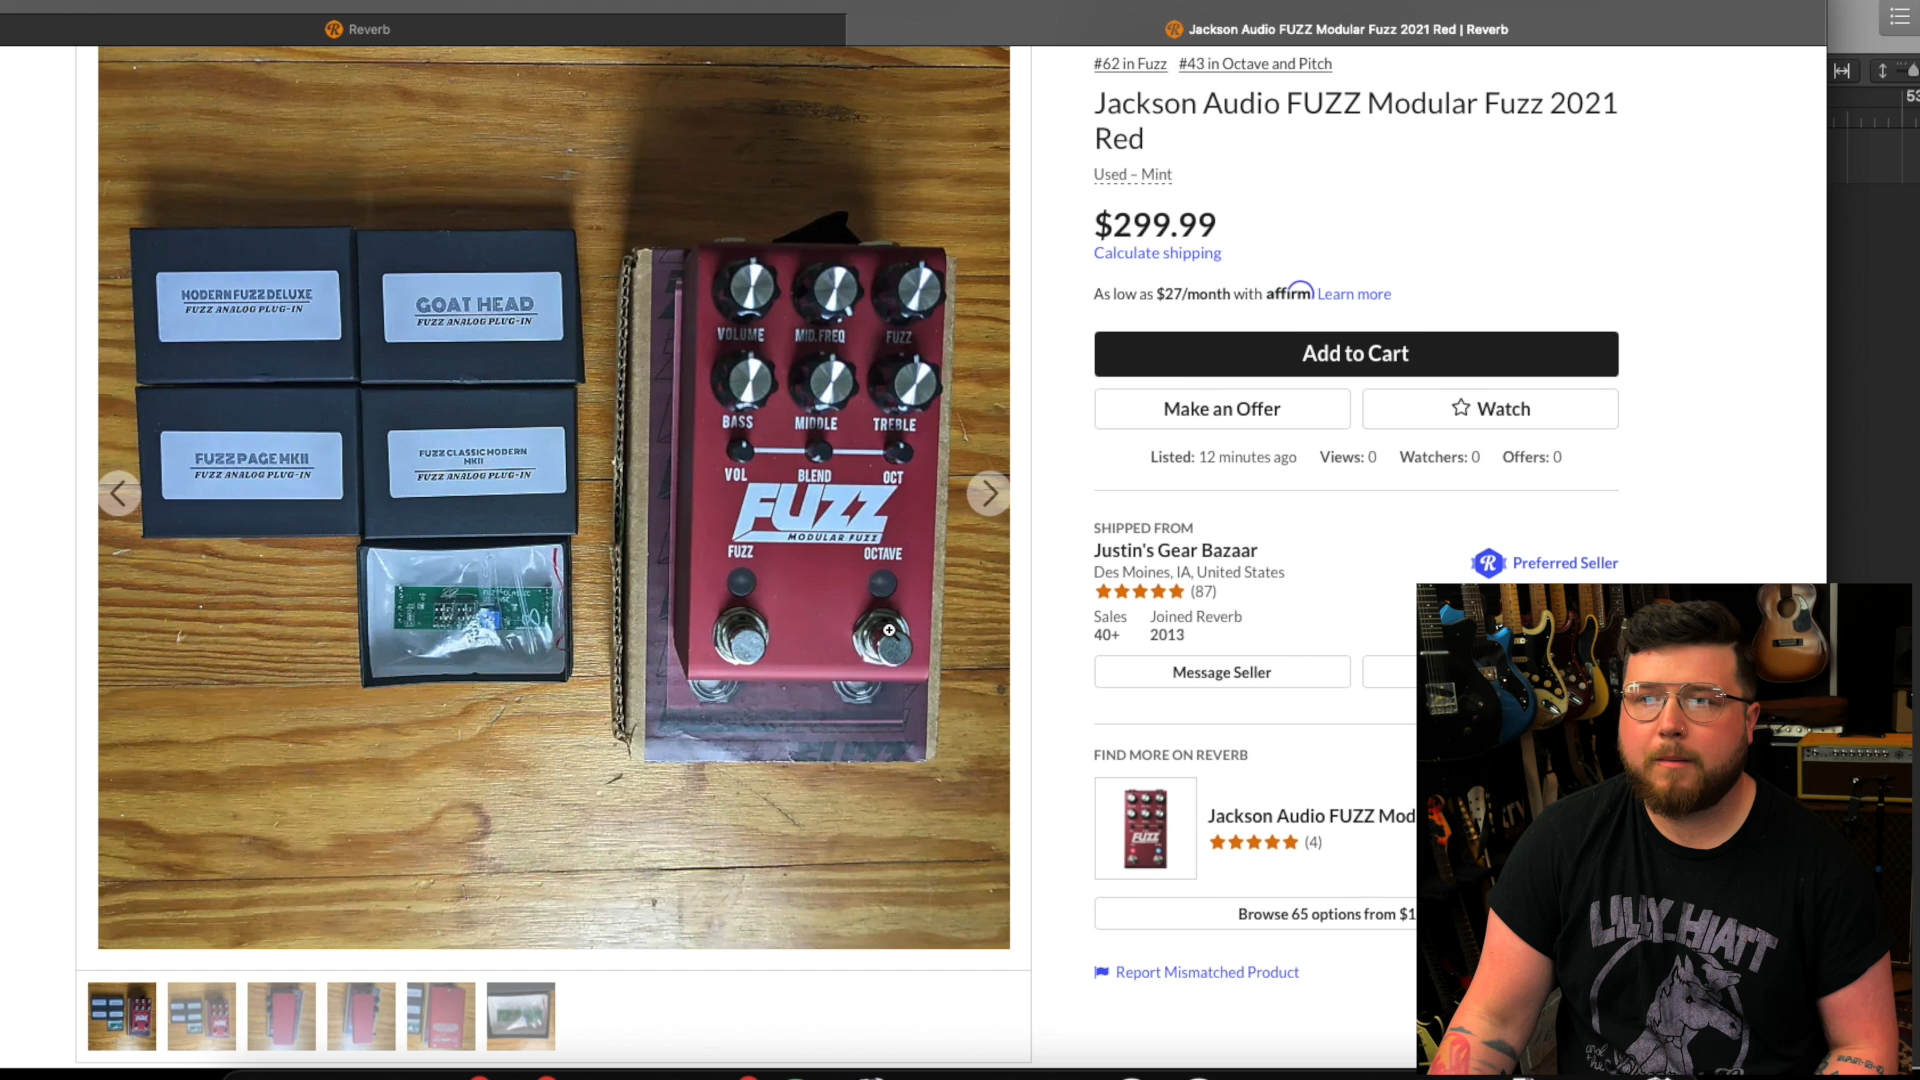 Reverb
Jackson Audio FUZZ Modular Fuzz 2021 Red | Reverb
#62 in Fuzz #43 in Octave and Pitch
Jackson Audio FUZZ Modular Fuzz 2021
Red
Used – Mint
$299.99
Calculate shipping
As low as $27/month with affirm Learn more
Add to Cart
Make an Offer
Watch
Listed: 12 minutes ago Views: 0 Watchers: 0 Offers: 0
SHIPPED FROM
Justin's Gear Bazaar
Des Moines, IA, United States
(87)
Preferred Seller
Sales Joined Reverb
40+ 2013
Message Seller
FIND MORE ON REVERB
Jackson Audio FUZZ Mod
(4)
Browse 65 options from $1
Report Mismatched Product
MODERN FUZZ DELUXE
FUZZ ANALOG PLUG-IN
GOAT HEAD
FUZZ ANALOG PLUG-IN
FUZZ PAGE MKII
FUZZ ANALOG PLUG-IN
FUZZ CLASSIC MODERN
MKII
FUZZ ANALOG PLUG-IN
VOLUME MID.FREQ FUZZ
BASS MIDDLE TREBLE
VOL BLEND OCT
FUZZ
MODULAR FUZZ
FUZZ OCTAVE
LILLY HIATT
53